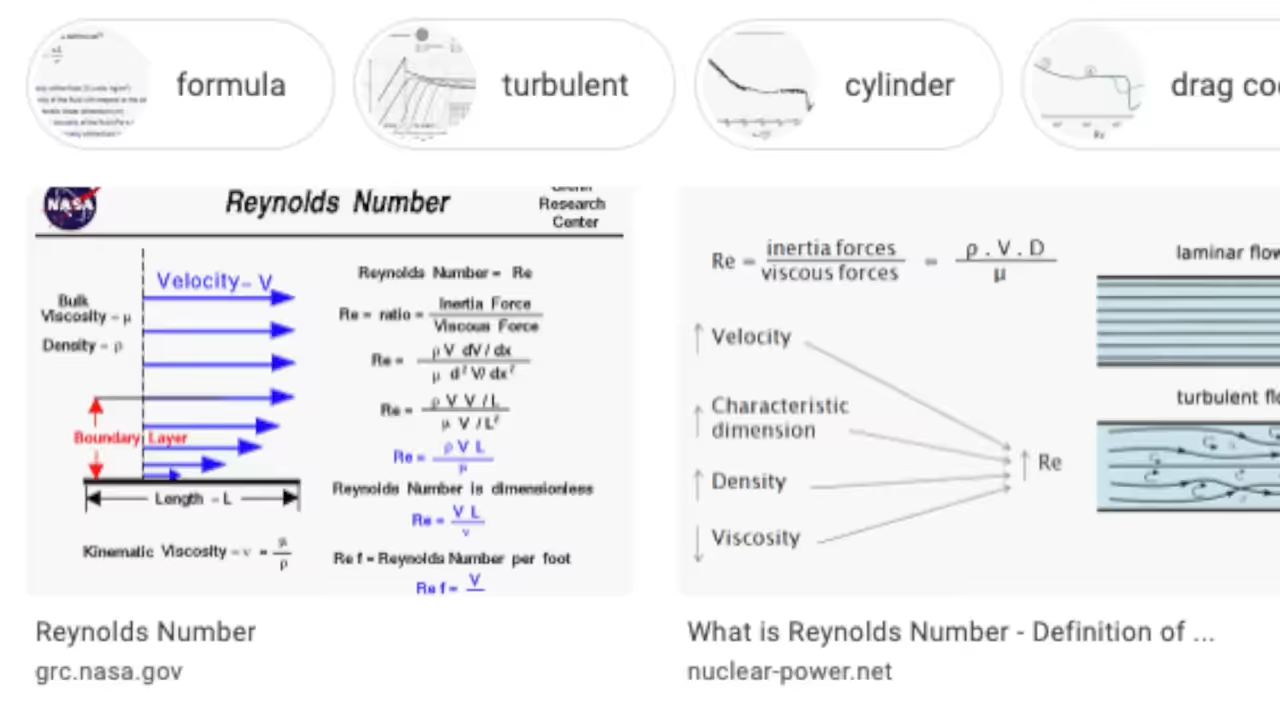 formula
turbulent
cylinder
drag co
NASA
Reynolds Number
Glenn
Research
Center
Velocity = V
Bulk
Viscosity = μ
Density = ρ
Boundary Layer
Length = L
Kinematic Viscosity = ν = μ / ρ
Reynolds Number = Re
Re = ratio = Inertia Force / Viscous Force
Re = ρ V dV/dx / μ d² V/dx²
Re = ρ V V/L / μ V/L²
Re = ρ V L / μ
Reynolds Number is dimensionless
Re = V L / ν
Re f = Reynolds Number per foot
Re f = V
Re = inertia forces / viscous forces = ρ . V . D / μ
↑ Velocity
↑ Characteristic
dimension
↑ Density
↓ Viscosity
↑ Re
laminar flow
turbulent flo
Reynolds Number
grc.nasa.gov
What is Reynolds Number - Definition of ...
nuclear-power.net